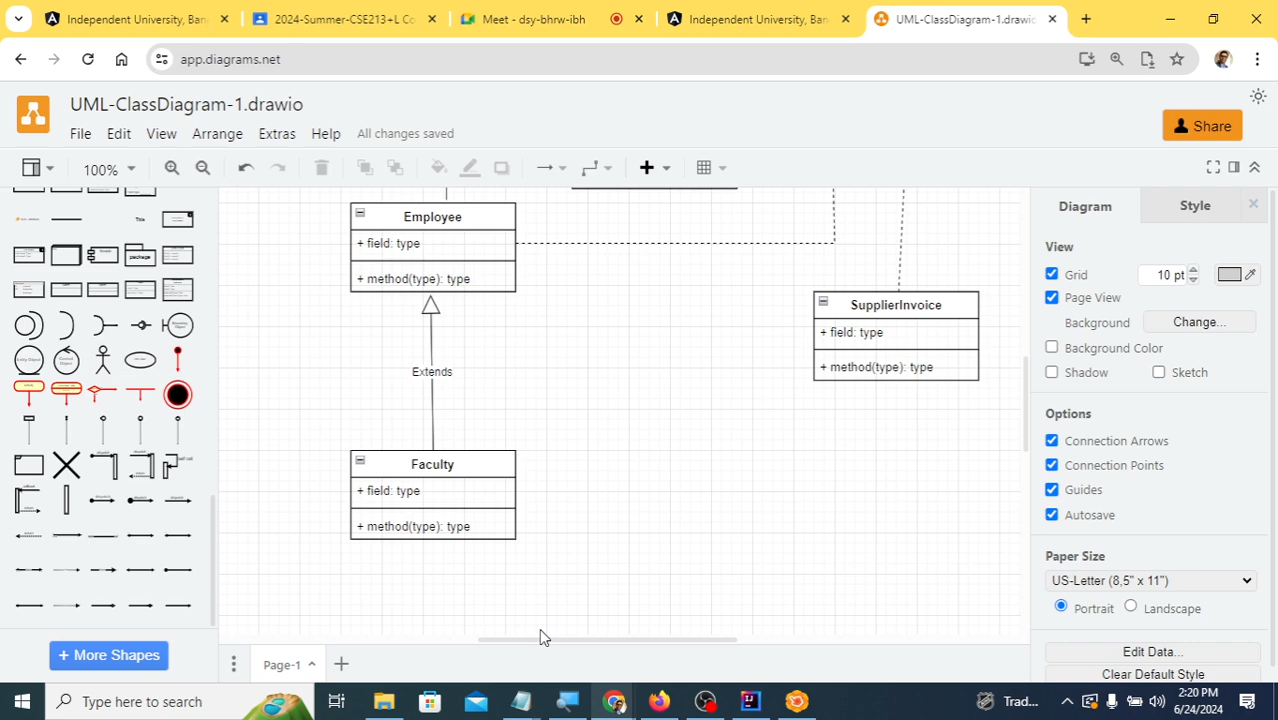 Independent University, Ban
2024-Summer-CSE213+L Co
Meet - dsy-bhrw-ibh
Independent University, Ban
UML-ClassDiagram-1.drawio
app.diagrams.net
UML-ClassDiagram-1.drawio
File Edit View Arrange Extras Help All changes saved
Share
100%
Diagram
Style
View
Grid
10 pt
Page View
Background
Change...
Background Color
Shadow
Sketch
Options
Connection Arrows
Connection Points
Guides
Autosave
Paper Size
US-Letter (8,5" x 11")
Portrait
Landscape
Edit Data...
Clear Default Style
Title
package
Employee
+ field: type
+ method(type): type
Extends
Faculty
+ field: type
+ method(type): type
SupplierInvoice
+ field: type
+ method(type): type
+ More Shapes
Page-1
Type here to search
Trad...
2:20 PM
6/24/2024